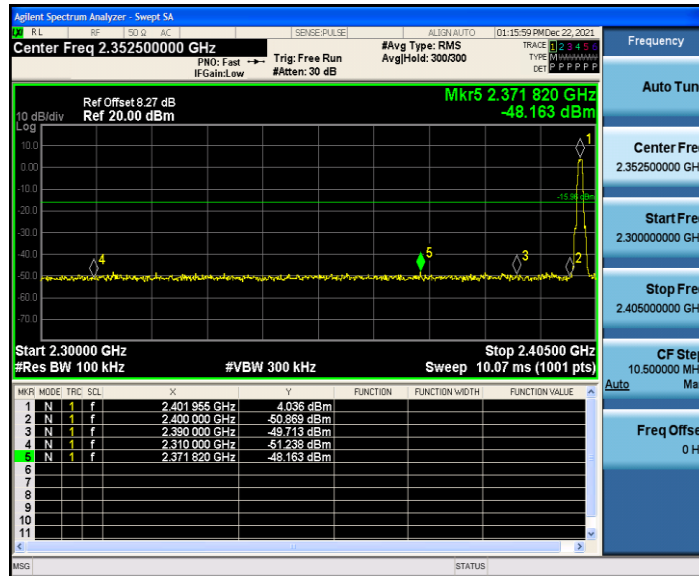 Agilent Spectrum Analyzer - Swept SA
RL RF 50 Ω AC SENSE:PULSE ALIGN AUTO 01:15:59 PM Dec 22, 2021
Center Freq 2.352500000 GHz
PNO: Fast
IFGain:Low
Trig: Free Run
#Atten: 30 dB
#Avg Type: RMS
Avg|Hold: 300/300
TRACE 1 2 3 4 5 6
TYPE M
DET P P P P P P
Ref Offset 8.27 dB
Ref 20.00 dBm
10 dB/div
Log
Mkr5 2.371 820 GHz
-48.163 dBm
10.0
0.00
-10.0
-20.0
-30.0
-40.0
-50.0
-60.0
-70.0
1
2
3
4
5
Start 2.30000 GHz Stop 2.40500 GHz
#Res BW 100 kHz #VBW 300 kHz Sweep 10.07 ms (1001 pts)
MKR MODE TRC SCL X Y FUNCTION FUNCTION WIDTH FUNCTION VALUE
1 N 1 f 2.401 955 GHz 4.036 dBm
2 N 1 f 2.400 000 GHz -50.869 dBm
3 N 1 f 2.390 000 GHz -49.713 dBm
4 N 1 f 2.310 000 GHz -51.238 dBm
5 N 1 f 2.371 820 GHz -48.163 dBm
6
7
8
9
10
11
MSG STATUS
Frequency
Auto Tun
Center Fre
2.352500000 GH
Start Fre
2.300000000 GH
Stop Fre
2.405000000 GH
CF Ste
10.500000 MH
Auto Ma
Freq Offse
0 H